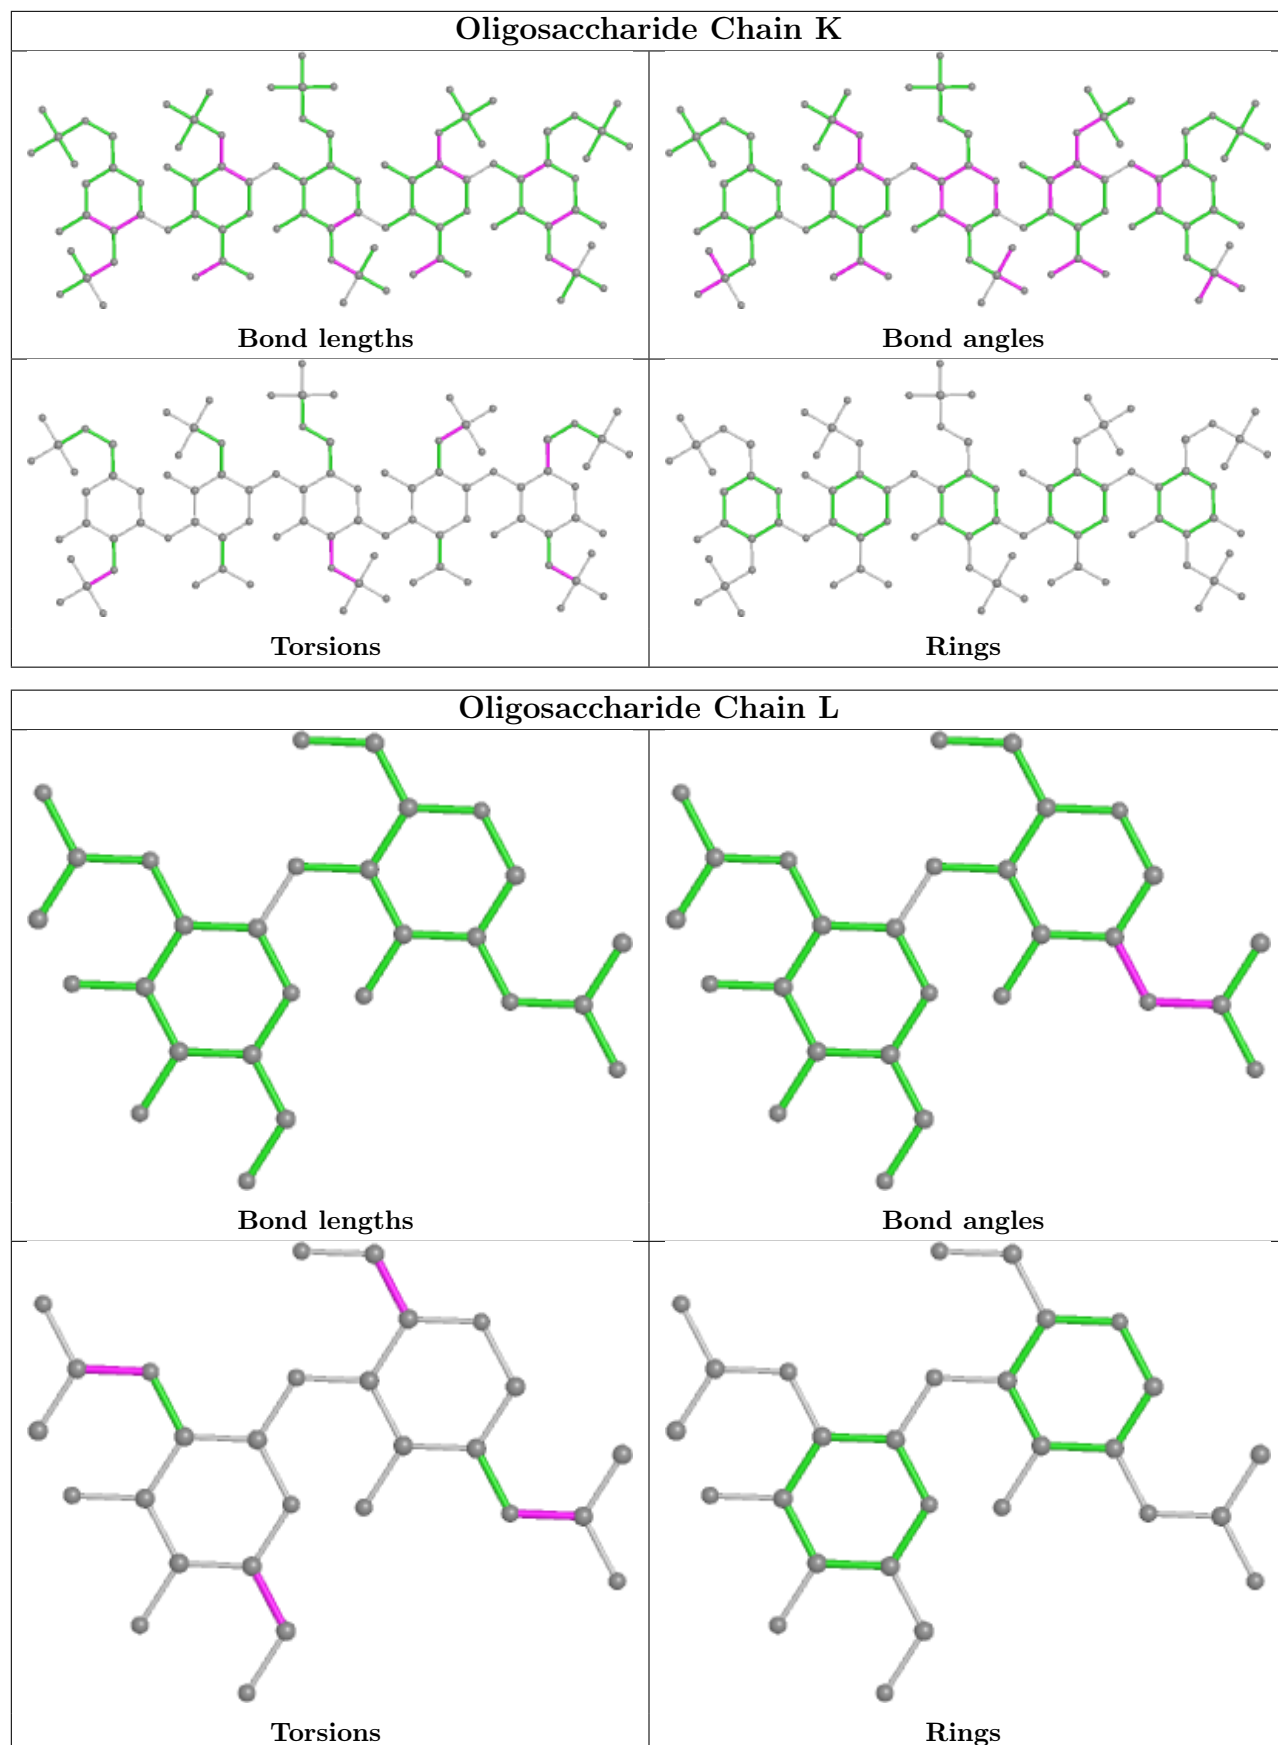 Oligosaccharide Chain K
Bond lengths
Bond angles
Torsions
Rings
Oligosaccharide Chain L
Bond lengths
Bond angles
Torsions
Rings